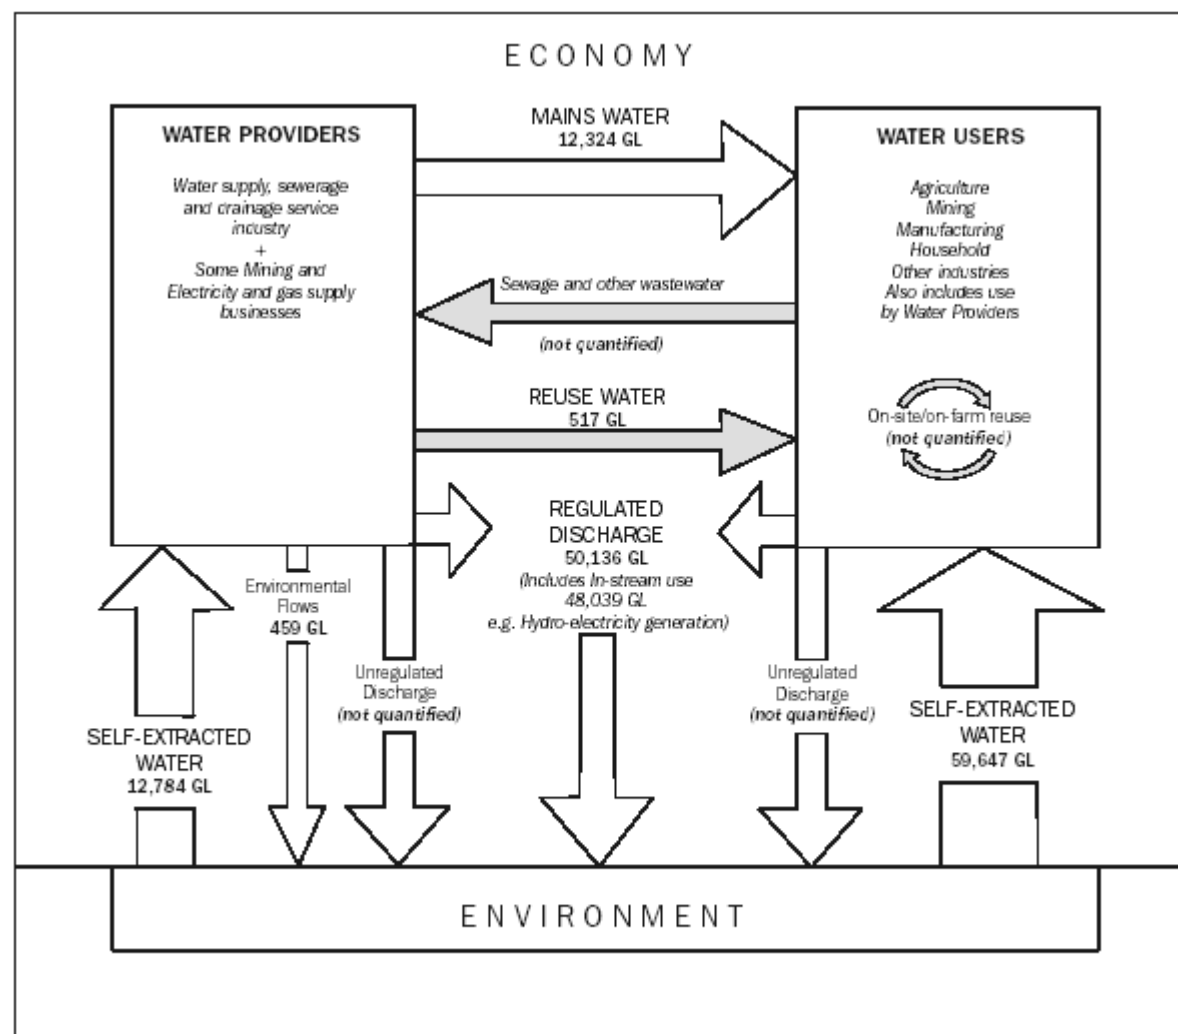 ECONOMY
WATER PROVIDERS
Water supply, sewerage
and drainage service
industry
+
Some Mining and
Electricity and gas supply
businesses
MAINS WATER
12,324 GL
WATER USERS
Agriculture
Mining
Manufacturing
Household
Other industries
Also includes use
by Water Providers
Sewage and other wastewater
(not quantified)
REUSE WATER
517 GL
On-site/on-farm reuse
(not quantified)
REGULATED
DISCHARGE
50,136 GL
(Includes In-stream use
48,039 GL
e.g. Hydro-electricity generation)
Environmental
Flows
459 GL
Unregulated
Discharge
(not quantified)
Unregulated
Discharge
(not quantified)
SELF-EXTRACTED
WATER
12,784 GL
SELF-EXTRACTED
WATER
59,647 GL
ENVIRONMENT